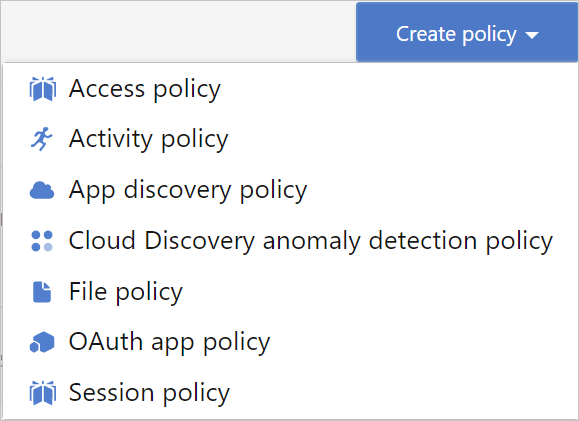 Create policy
Access policy
Activity policy
App discovery policy
Cloud Discovery anomaly detection policy
File policy
OAuth app policy
Session policy